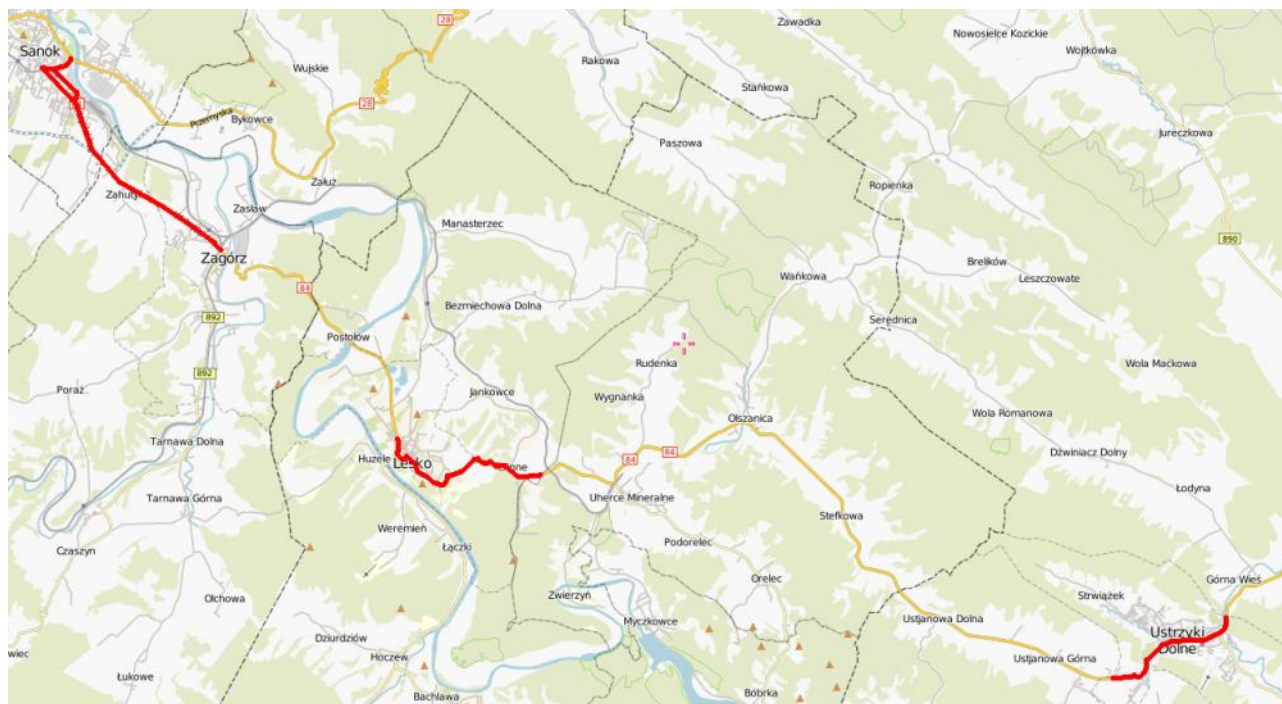 Zawadka
Nowosielce Kozickie
28
Sanok
Wojtkówka
Rakowa
Wujskie
Stańkowa
28
Przemyska
Bykowce
Jureczkowa
Paszowa
Załuż
Ropienka
Zahutyń
Zasław
Manasterzec
890
Zagórz
Brelików
Leszczowate
Wańkowa
84
Bezmiechowa Dolna
892
Serednica
Postołów
Rudenka
Wola Maćkowa
892
Poraż
Jankowce
Wygnanka
Olszanica
Wola Romanowa
Tarnawa Dolna
Huzele
Lesko
84
84
Dźwiniacz Dolny
Uherce Mineralne
Łodyna
Tarnawa Górna
Stefkowa
Weremień
Łączki
Podorelec
Czaszyn
Orelec
Górna Wieś
Olchowa
Zwierzyń
Strwiążek
Myczkowce
Ustjanowa Dolna
Dziurdziów
Ustrzyki
Dolne
Hoczew
Ustjanowa Górna
Łukowe
Bachlawa
Bóbrka